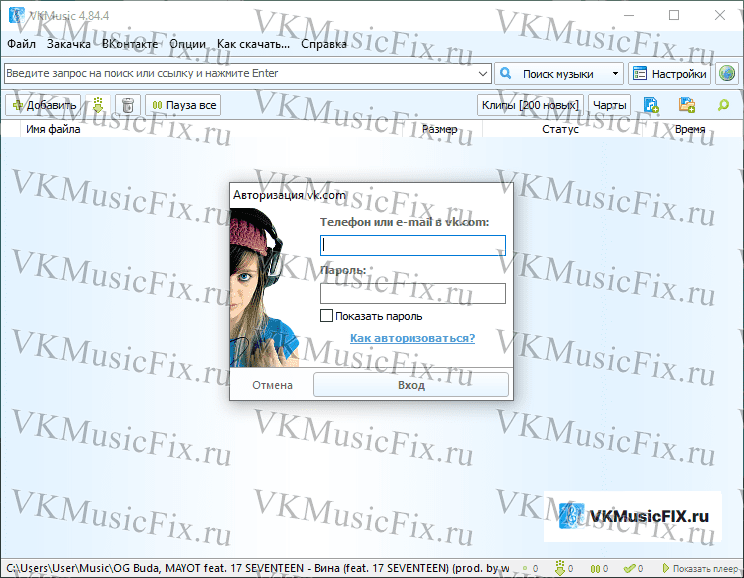 VKMusic 4.84.4
Файл Закачка ВКонтакте Опции Как скачать... Справка
Введите запрос на поиск или ссылку и нажмите Enter Поиск музыки Настройки
Добавить Пауза все Клипы [200 новых] Чарты
Имя файла Размер Статус Время
Авторизация vk.com
Телефон или e-mail в vk.com:
Пароль:
Показать пароль
Как авторизоваться?
Отмена Вход
VKMusicFIX.ru
C:\Users\User\Music\OG Buda, MAYOT feat. 17 SEVENTEEN - Вина (feat. 17 SEVENTEEN) (prod. by w 0 0 0 0 Показать плеер
VKMusicFix.ru VKMusicFix.ru
VKMusicFix.ru VKMusicFix.ru VKMusicFix.ru
VKMusicFix.ru VKMusicFix.ru VKMusicFix.ru
VKMusicFix.ru VKMusicFix.ru VKMusicFix.ru
VKMusicFix.ru VKMusicFix.ru VKMusicFix.ru
VKMusicFix.ru VKMusicFix.ru VKMusicFix.ru
VKMusicFix.ru VKMusicFix.ru